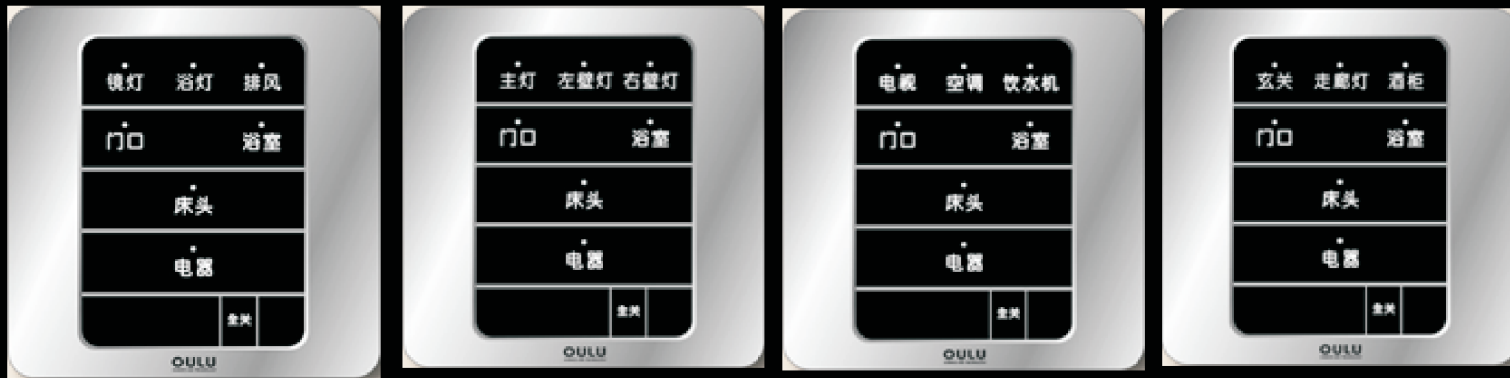 镜灯 浴灯 排风
门口 浴室
床头
电器
全关
OULU
主灯 左壁灯 右壁灯
门口 浴室
床头
电器
全关
OULU
电视 空调 饮水机
门口 浴室
床头
电器
全关
OULU
玄关 走廊灯 酒柜
门口 浴室
床头
电器
全关
OULU